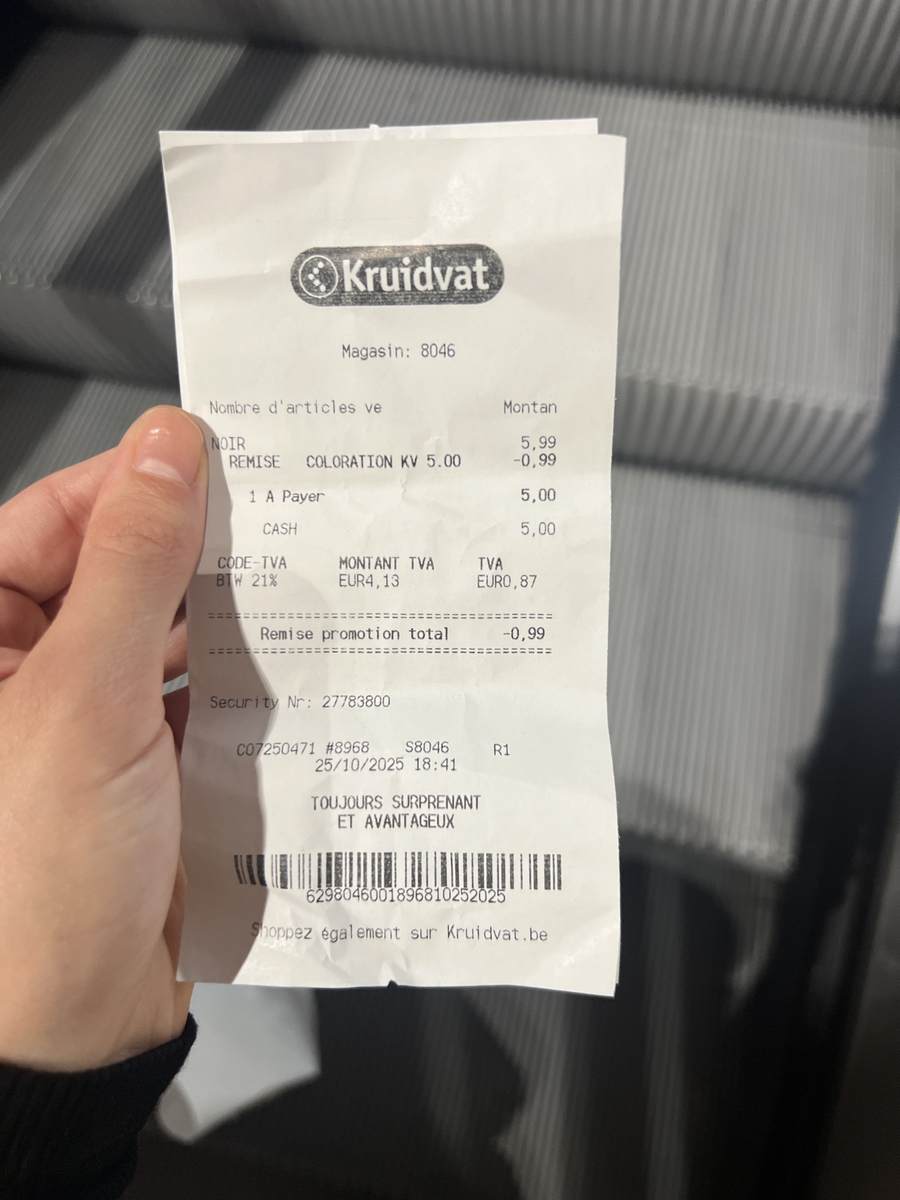 Kruidvat
Magasin: 8046
Nombre d'articles ve Montan
NOIR 5,99
REMISE COLORATION KV 5.00 -0,99
1 A Payer 5,00
CASH 5,00
CODE-TVA MONTANT TVA TVA
BTW 21% EUR4,13 EUR0,87
==================================
Remise promotion total -0,99
==================================
Security Nr: 27783800
C07250471 #8968 S8046 R1
25/10/2025 18:41
TOUJOURS SURPRENANT
ET AVANTAGEUX
6298046001896810252025
Shoppez également sur Kruidvat.be